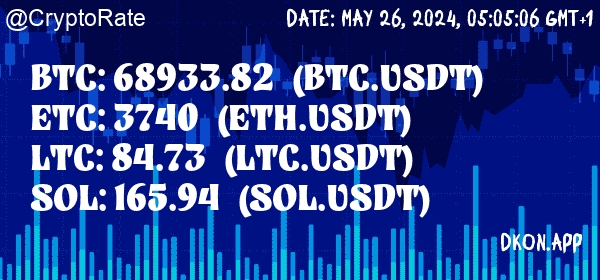 @CryptoRate
DATE: MAY 26, 2024, 05:05:06 GMT+1
BTC: 68933.82 (BTC.USDT)
ETC: 3740 (ETH.USDT)
LTC: 84.73 (LTC.USDT)
SOL: 165.94 (SOL.USDT)
DKON.APP